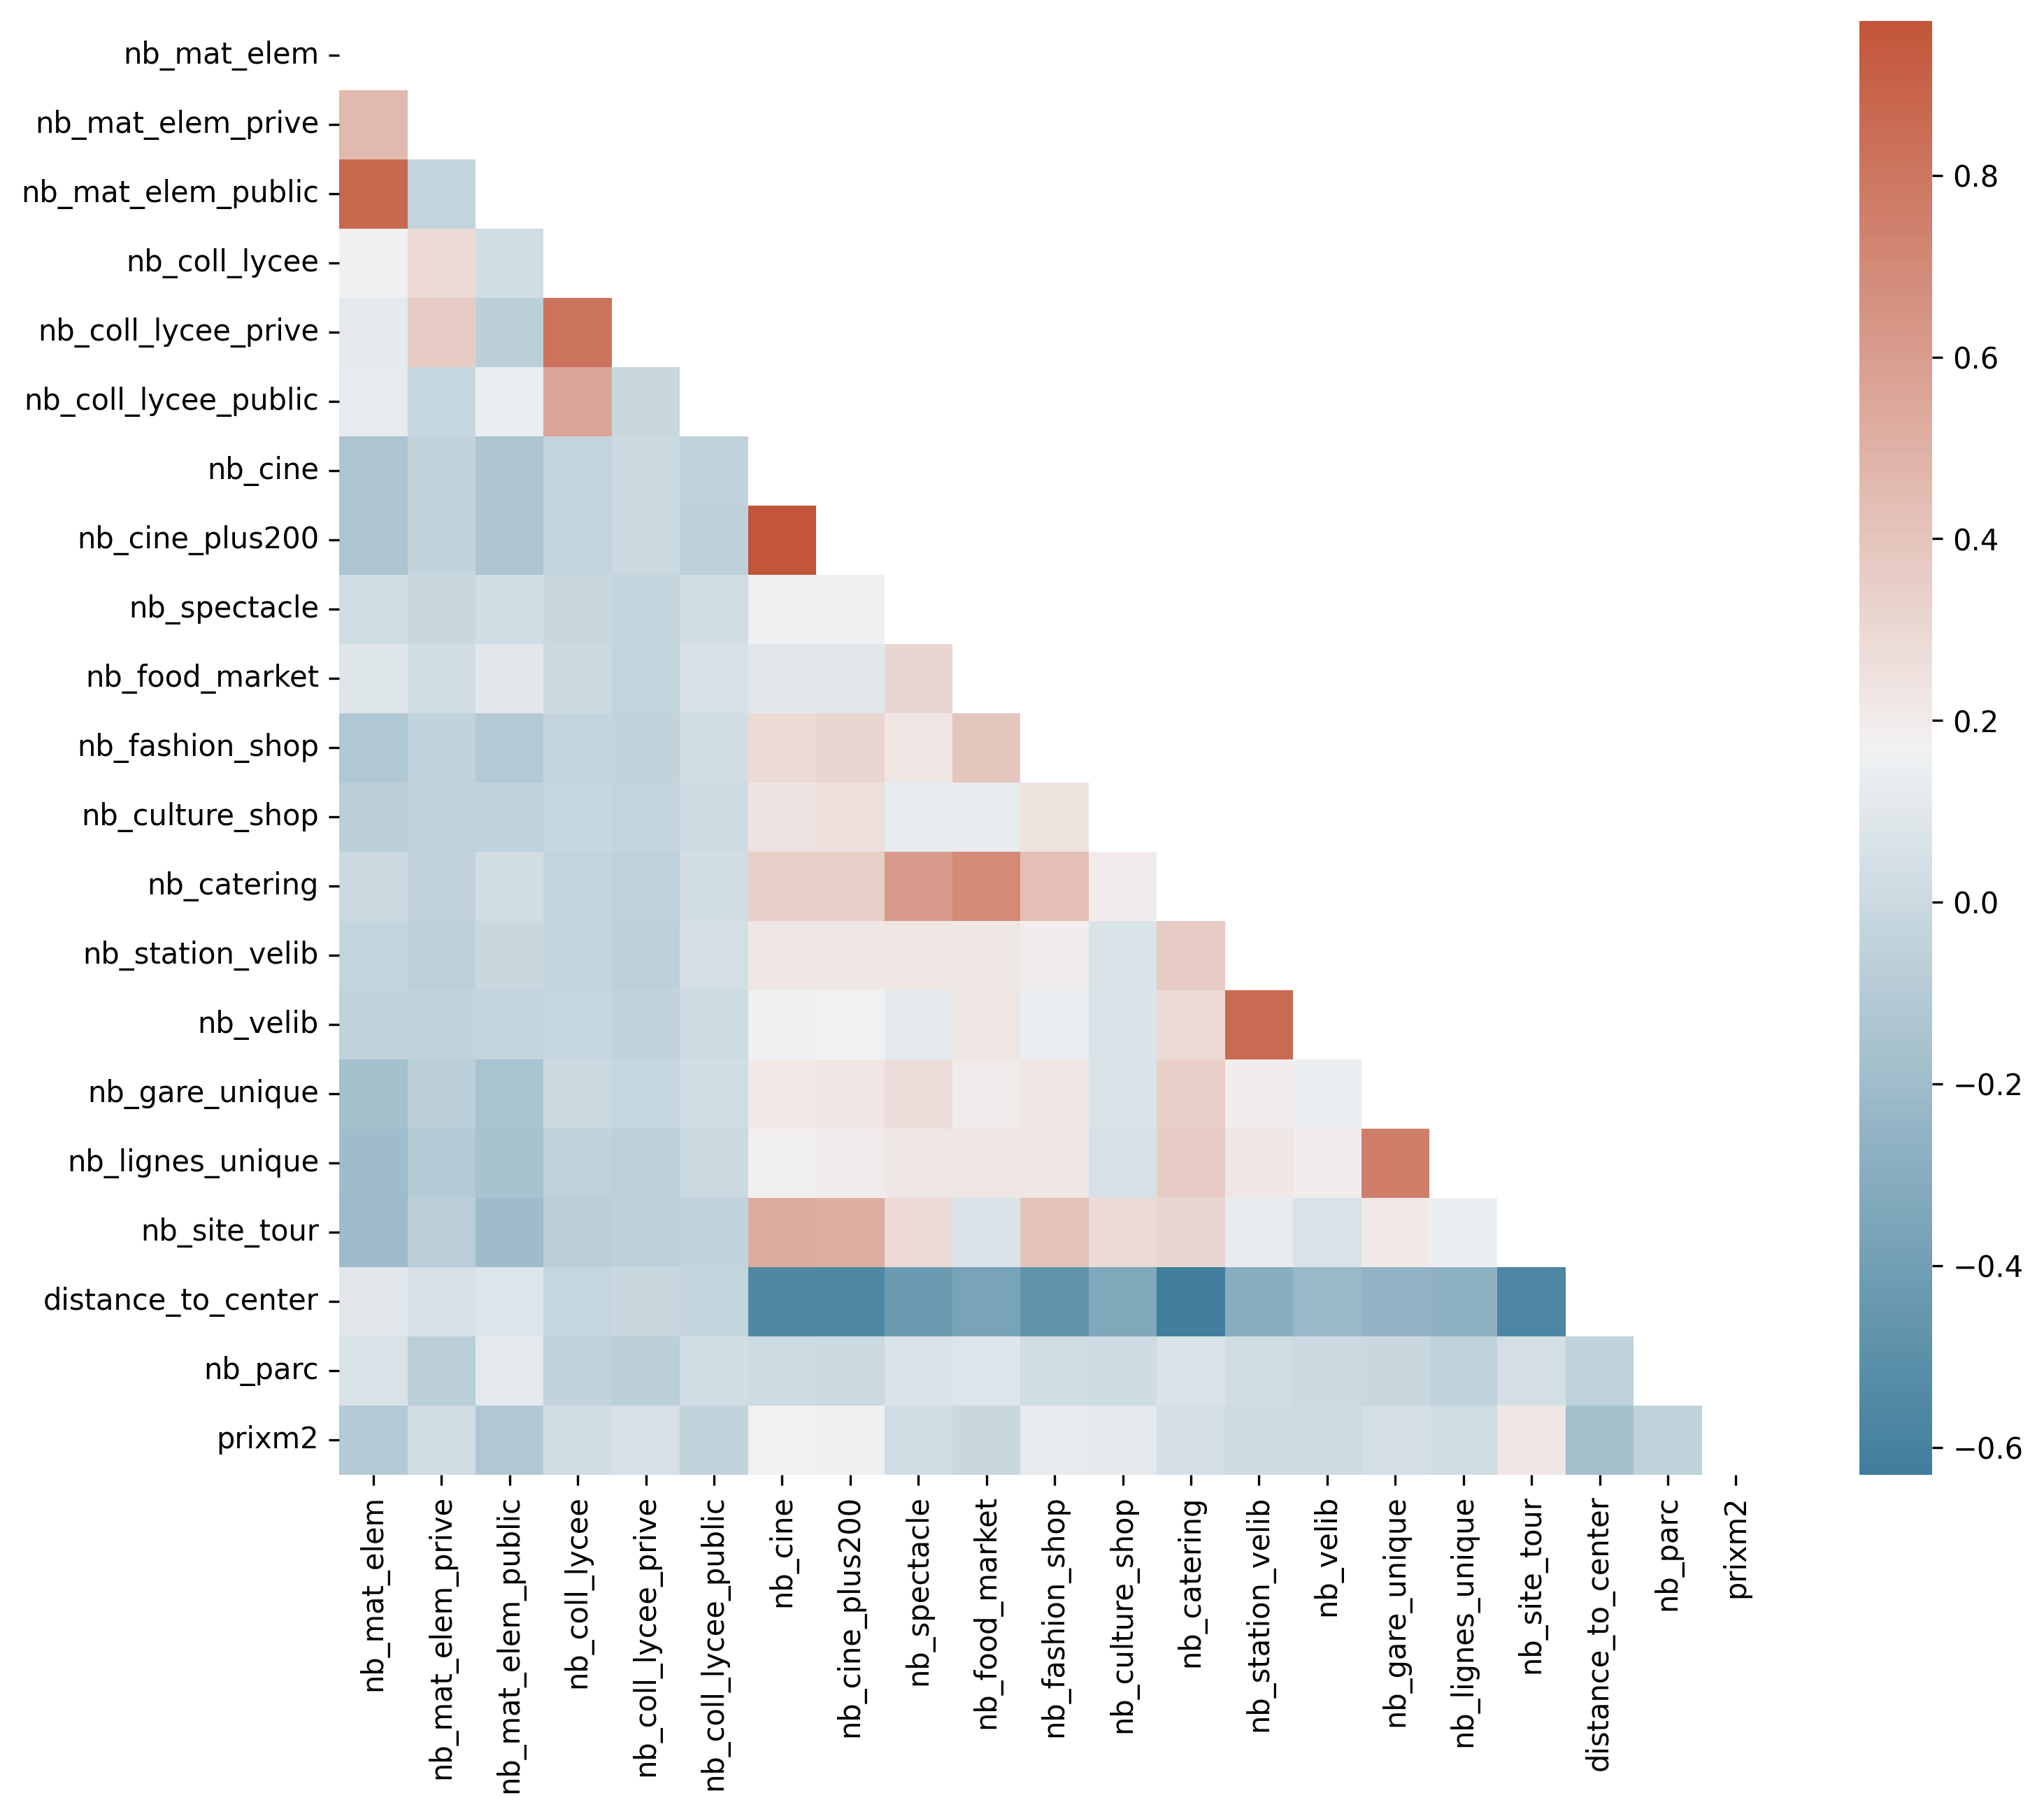 nb_mat_elem
nb_mat_elem_prive
nb_mat_elem_public
nb_coll_lycee
nb_coll_lycee_prive
nb_coll_lycee_public
nb_cine
nb_cine_plus200
nb_spectacle
nb_food_market
nb_fashion_shop
nb_culture_shop
nb_catering
nb_station_velib
nb_velib
nb_gare_unique
nb_lignes_unique
nb_site_tour
distance_to_center
nb_parc
prixm2
nb_mat_elem
nb_mat_elem_prive
nb_mat_elem_public
nb_coll_lycee
nb_coll_lycee_prive
nb_coll_lycee_public
nb_cine
nb_cine_plus200
nb_spectacle
nb_food_market
nb_fashion_shop
nb_culture_shop
nb_catering
nb_station_velib
nb_velib
nb_gare_unique
nb_lignes_unique
nb_site_tour
distance_to_center
nb_parc
prixm2
0.8
0.6
0.4
0.2
0.0
−0.2
−0.4
−0.6